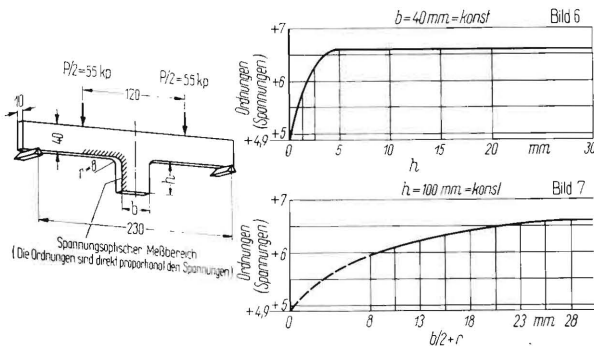 P/2=55 kp
P/2=55 kp
120
10
40
r
8
h
b
230
Spannungsoptischer Meßbereich
(Die Ordnungen sind direkt proportional den Spannungen)
b=40 mm=konst
Bild 6
Ordnungen
(Spannungen)
+7
+6
+5
+4,9
0
5
10
15
20
mm
30
h
h=100 mm=konst
Bild 7
Ordnungen
(Spannungen)
+7
+6
+5
+4,9
0
8
13
18
23
mm
28
b/2+r